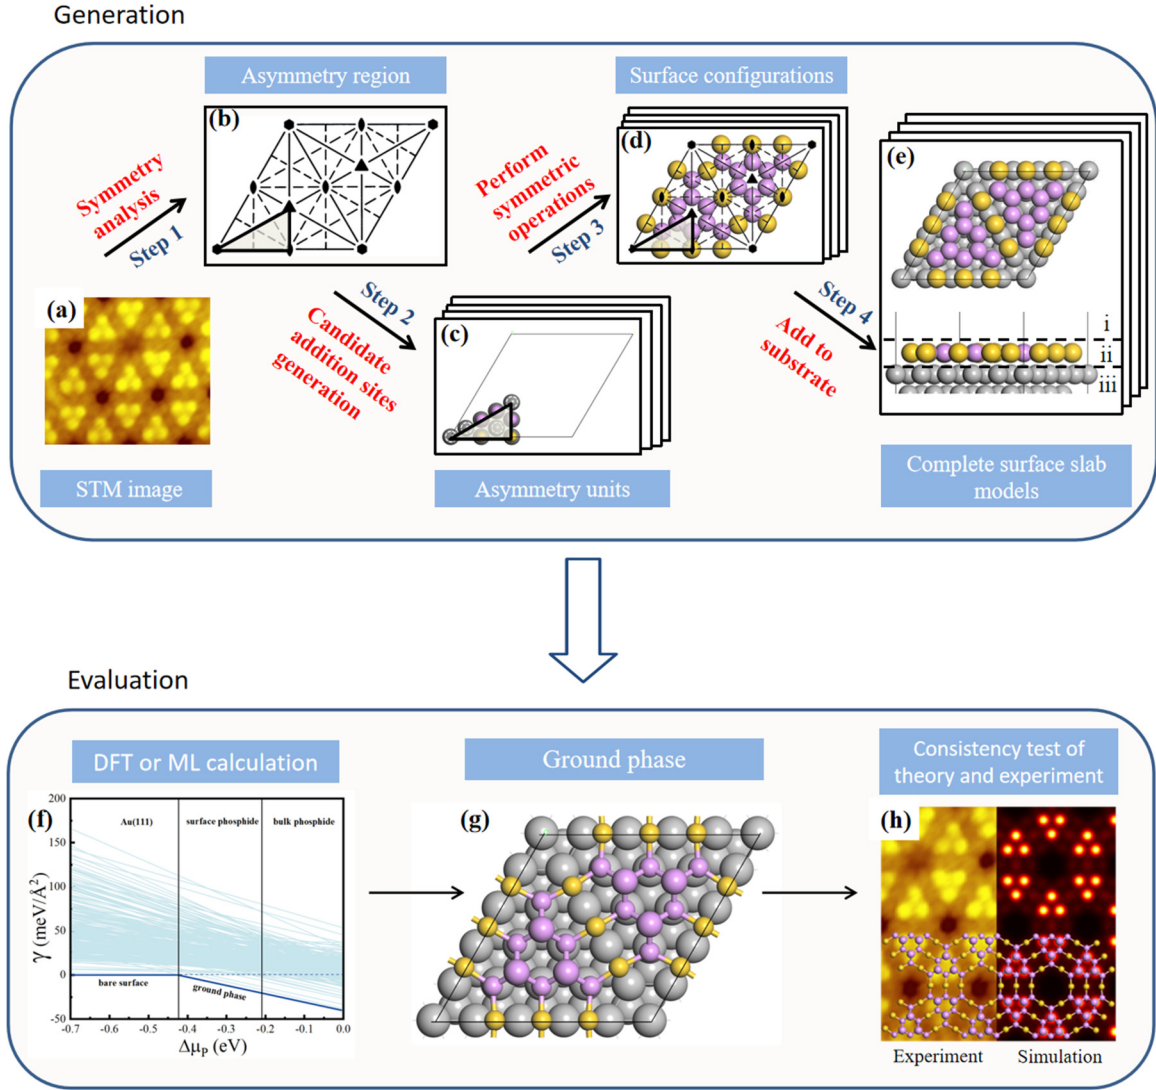 Generation
Asymmetry region
Surface configurations
(b)
(d)
(e)
Symmetry
analysis
Step 1
Perform
symmetric
operations
Step 3
(a)
Step 2
Candidate
addition sites
generation
(c)
Step 4
Add to
substrate
i
ii
iii
STM image
Asymmetry units
Complete surface slab
models
Evaluation
DFT or ML calculation
Ground phase
Consistency test of
theory and experiment
(f)
200
150
100
50
0
-50
γ (meV/Å²)
Au(111)
surface phosphide
bulk phosphide
bare surface
ground phase
-0.7
-0.6
-0.5
-0.4
-0.3
-0.2
-0.1
0.0
Δμ_P (eV)
(g)
(h)
Experiment
Simulation